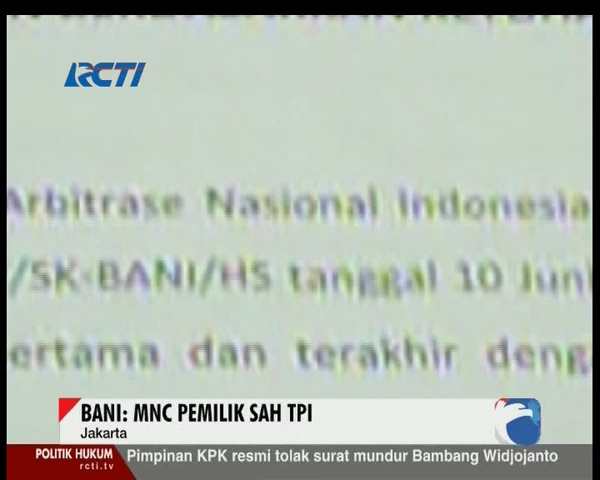 RCTI
Arbitrase Nasional Indonesia
/SK-BANI/HS tanggal 10 Juni
ertama dan terakhir deng
BANI: MNC PEMILIK SAH TPI
Jakarta
POLITIK HUKUM
rcti.tv
Pimpinan KPK resmi tolak surat mundur Bambang Widjojanto